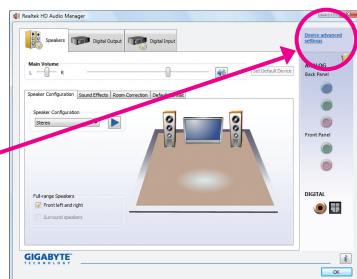 Realtek HD Audio Manager
Speakers
Digital Output
Digital Input
Device advanced
settings
Main Volume
L
R
Set Default Device
ANALOG
Back Panel
Speaker Configuration
Sound Effects
Room Correction
Speaker Configuration
Stereo
Front Panel
Full-range Speakers
Front left and right
Surround speakers
DIGITAL
GIGABYTE
TECHNOLOGY
i
OK